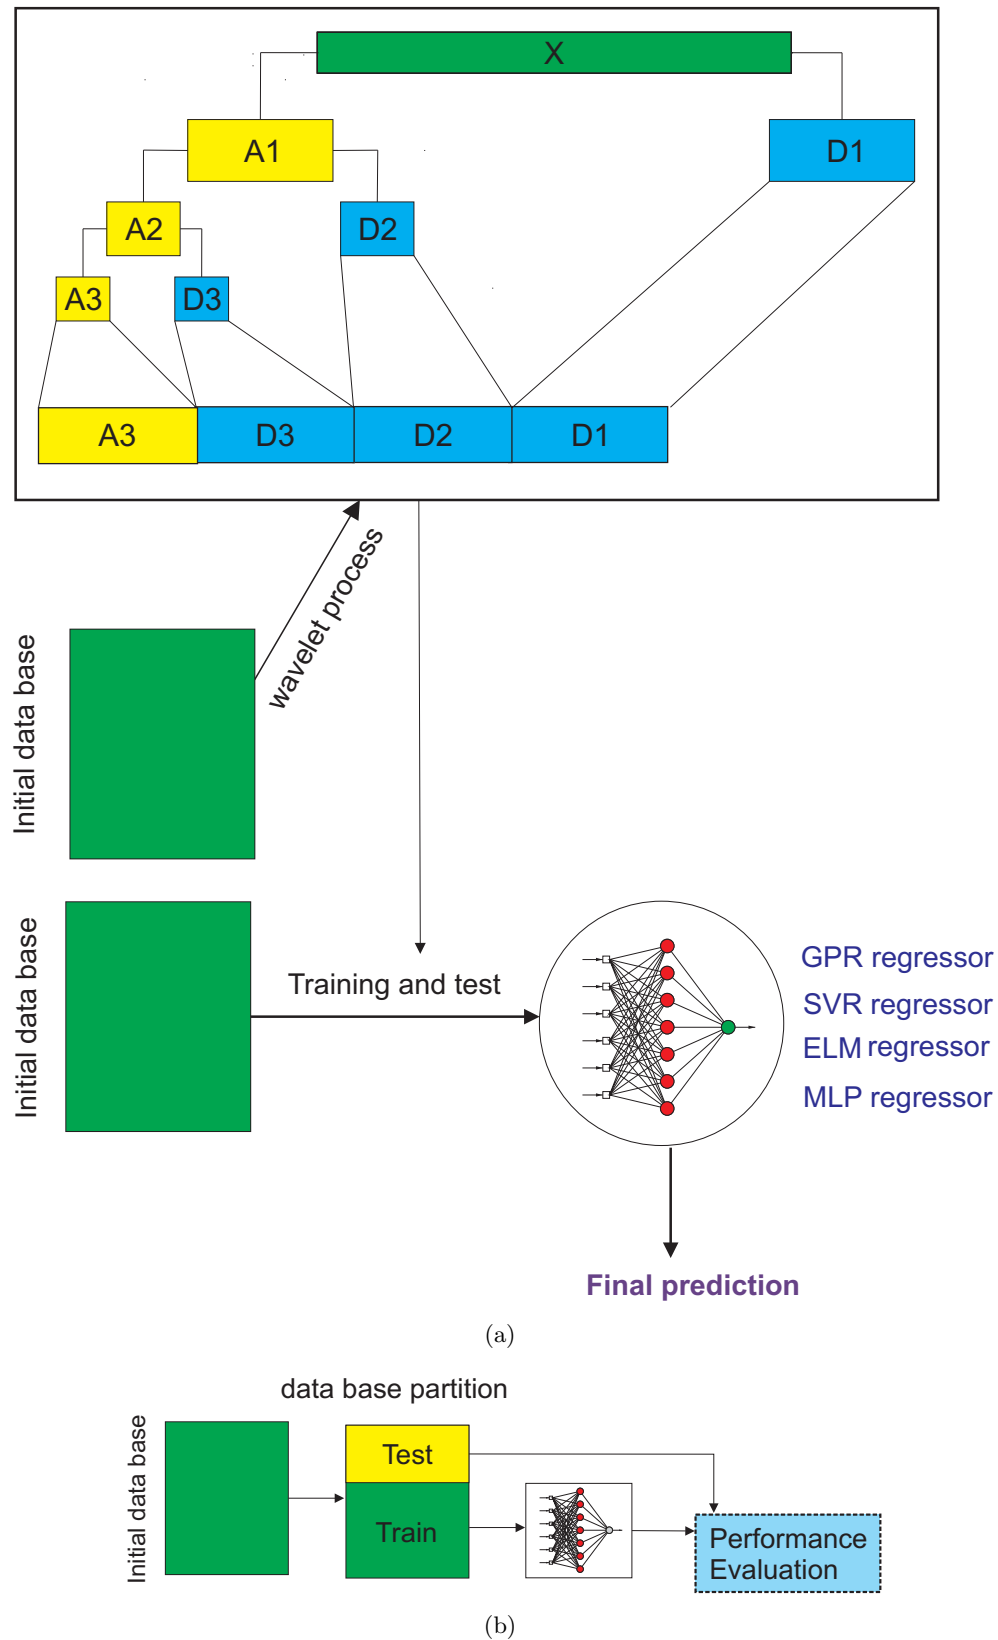 X
A1
D1
A2
D2
A3
D3
A3
D3
D2
D1
wavelet process
Initial data base
Initial data base
Training and test
GPR regressor
SVR regressor
ELM regressor
MLP regressor
Final prediction
(a)
data base partition
Initial data base
Test
Train
Performance
Evaluation
(b)